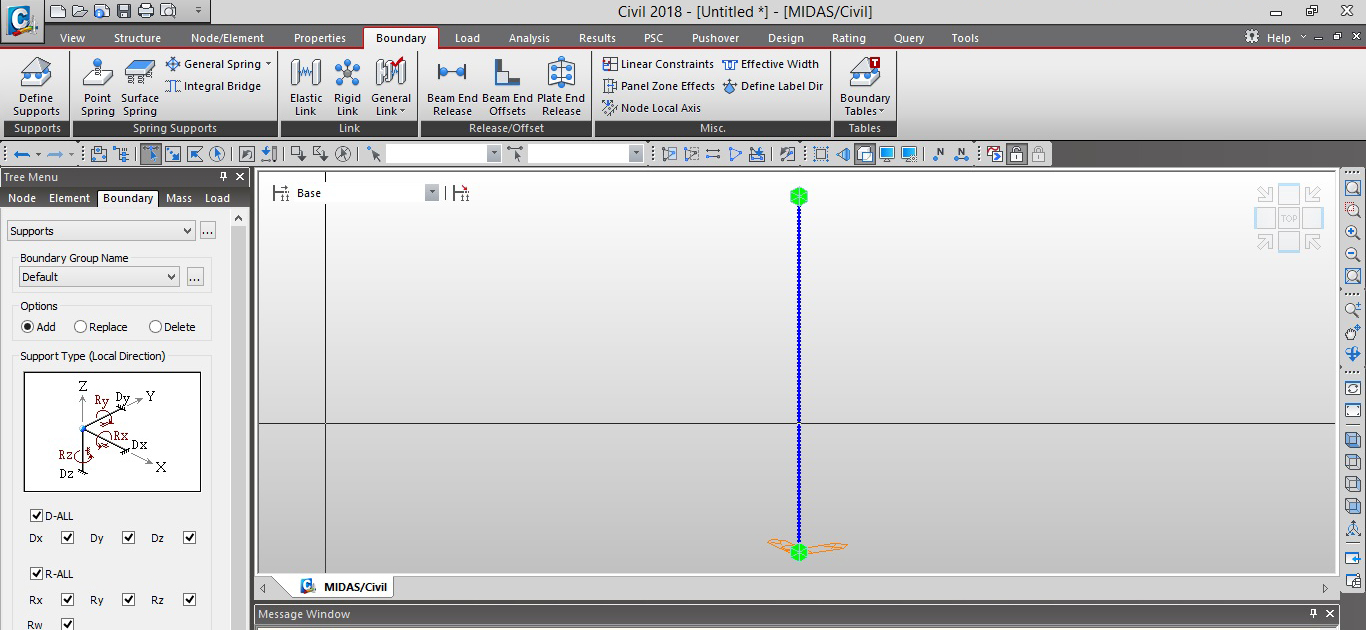 Civil 2018 - [Untitled *] - [MIDAS/Civil]
View Structure Node/Element Properties Boundary Load Analysis Results PSC Pushover Design Rating Query Tools Help
Define Supports
Point Spring
Surface Spring
General Spring
Integral Bridge
Elastic Link
Rigid Link
General Link
Beam End Release
Beam End Offsets
Plate End Release
Linear Constraints
Effective Width
Panel Zone Effects
Define Label Dir
Node Local Axis
Boundary Tables
Supports Spring Supports Link Release/Offset Misc. Tables
N N
Tree Menu
Node Element Boundary Mass Load
Base
TOP
Supports ...
Boundary Group Name
Default ...
Options
Add Replace Delete
Support Type (Local Direction)
Z
Ry Dy Y
Rx Dx
Rz
Dz X
D-ALL
Dx Dy Dz
R-ALL
Rx Ry Rz
Rw
MIDAS/Civil
Message Window